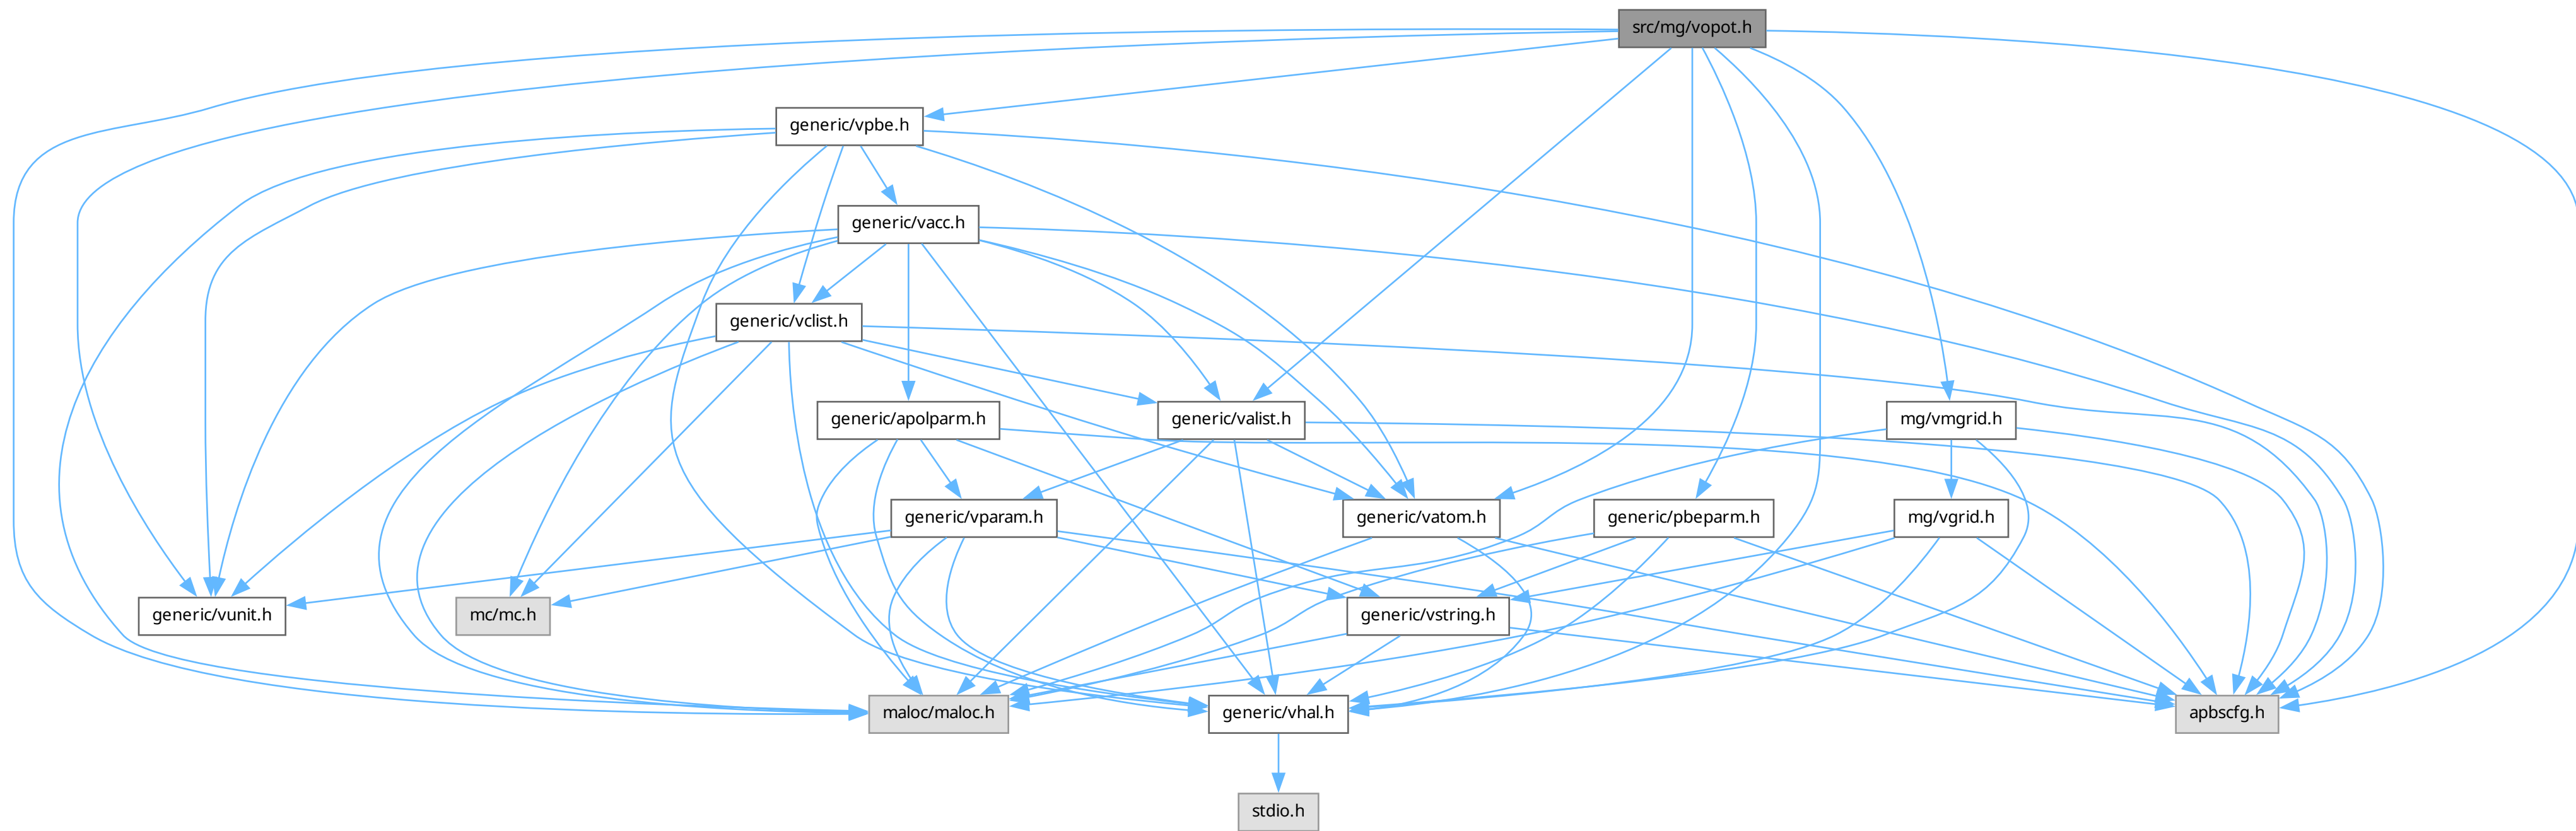 src/mg/vopot.h
generic/vpbe.h
generic/vacc.h
generic/vclist.h
generic/apolparm.h
generic/valist.h
mg/vmgrid.h
generic/vparam.h
generic/vatom.h
generic/pbeparm.h
mg/vgrid.h
generic/vunit.h
mc/mc.h
generic/vstring.h
maloc/maloc.h
generic/vhal.h
apbscfg.h
stdio.h